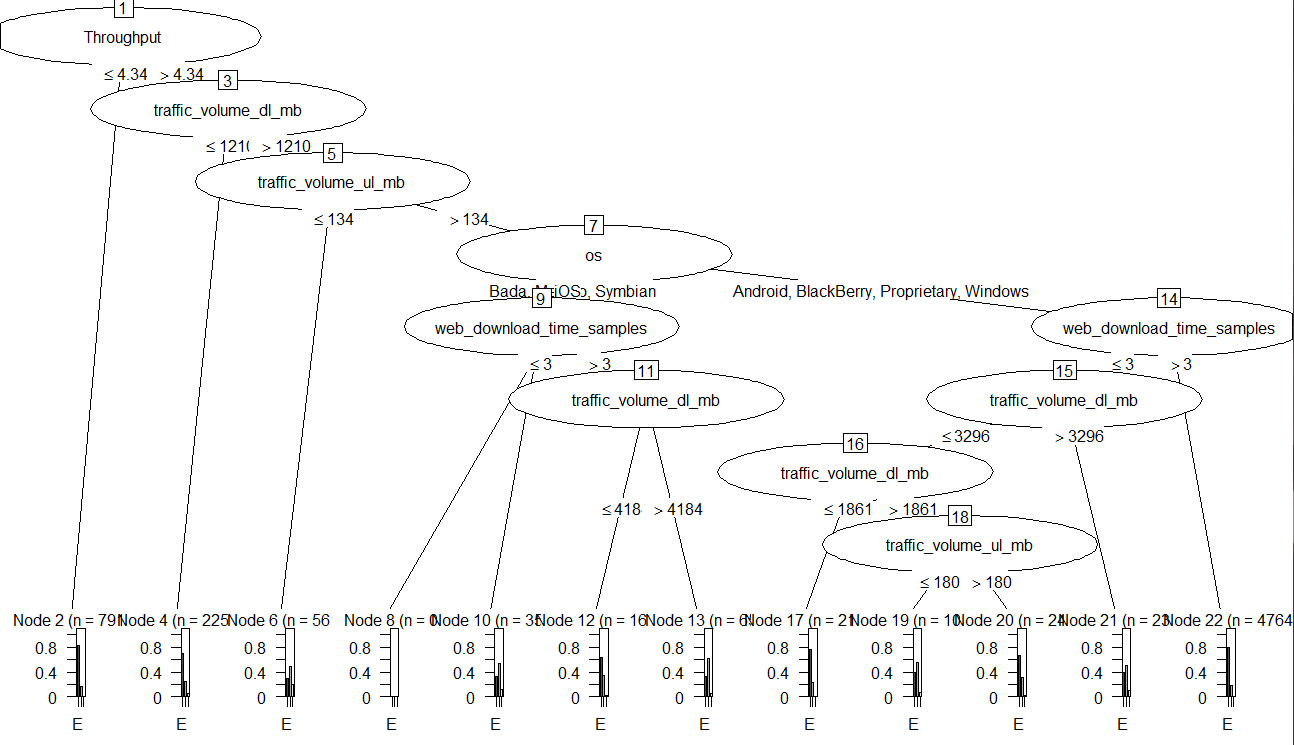 1
Throughput
≤ 4.34 > 4.34
3
traffic_volume_dl_mb
≤ 1210 > 1210
5
traffic_volume_ul_mb
≤ 134 > 134
7
os
Bada, Symbian Android, BlackBerry, Proprietary, Windows
9 14
web_download_time_samples web_download_time_samples
≤ 3 > 3 ≤ 3 > 3
11 15
traffic_volume_dl_mb traffic_volume_dl_mb
≤ 3296 > 3296
16
traffic_volume_dl_mb
≤ 418 > 4184 ≤ 1861 > 1861
18
traffic_volume_ul_mb
≤ 180 > 180
Node 2 (n = 791 Node 4 (n = 225 Node 6 (n = 56 Node 8 (n = 0 Node 10 (n = 35 Node 12 (n = 16 Node 13 (n = 6 Node 17 (n = 21 Node 19 (n = 10 Node 20 (n = 24 Node 21 (n = 23 Node 22 (n = 4764
0.8 0.8 0.8 0.8 0.8 0.8 0.8 0.8 0.8 0.8 0.8 0.8
0.4 0.4 0.4 0.4 0.4 0.4 0.4 0.4 0.4 0.4 0.4 0.4
0 0 0 0 0 0 0 0 0 0 0 0
E E E E E E E E E E E E